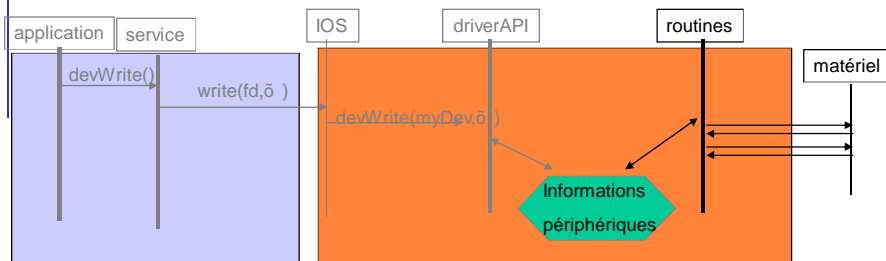 application
service
IOS
driverAPI
routines
matériel
devWrite()
write(fd,õ )
devWrite(myDev,õ )
Informations
périphériques